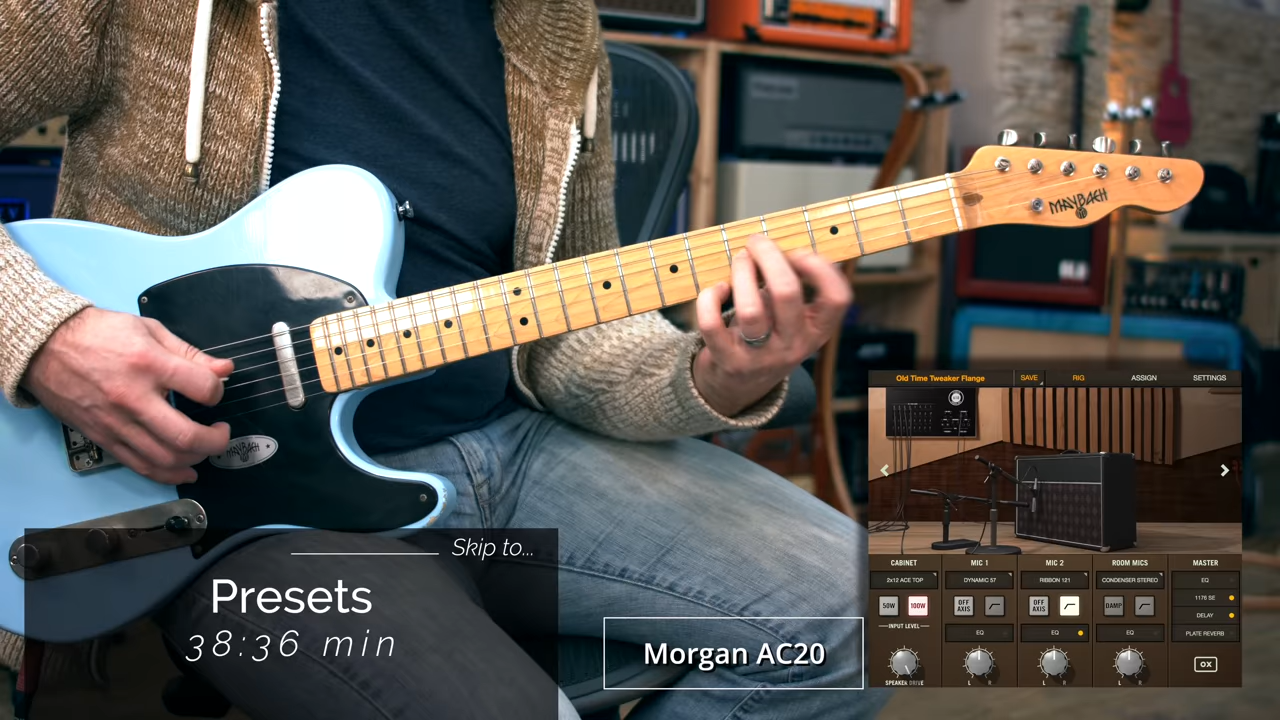 MAYBACH
MAYBACH
Skip to...
Presets
38:36 min
Morgan AC20
Old Time Tweaker Flange
SAVE
RIG
ASSIGN
SETTINGS
CABINET
MIC 1
MIC 2
ROOM MICS
MASTER
2x12 ACE TOP
DYNAMIC 57
RIBBON 121
CONDENSER STEREO
EQ
50W
100W
OFF AXIS
OFF AXIS
DAMP
1176 SE
INPUT LEVEL
DELAY
EQ
EQ
EQ
PLATE REVERB
OX
SPEAKER DRIVE
L R
L R
L R